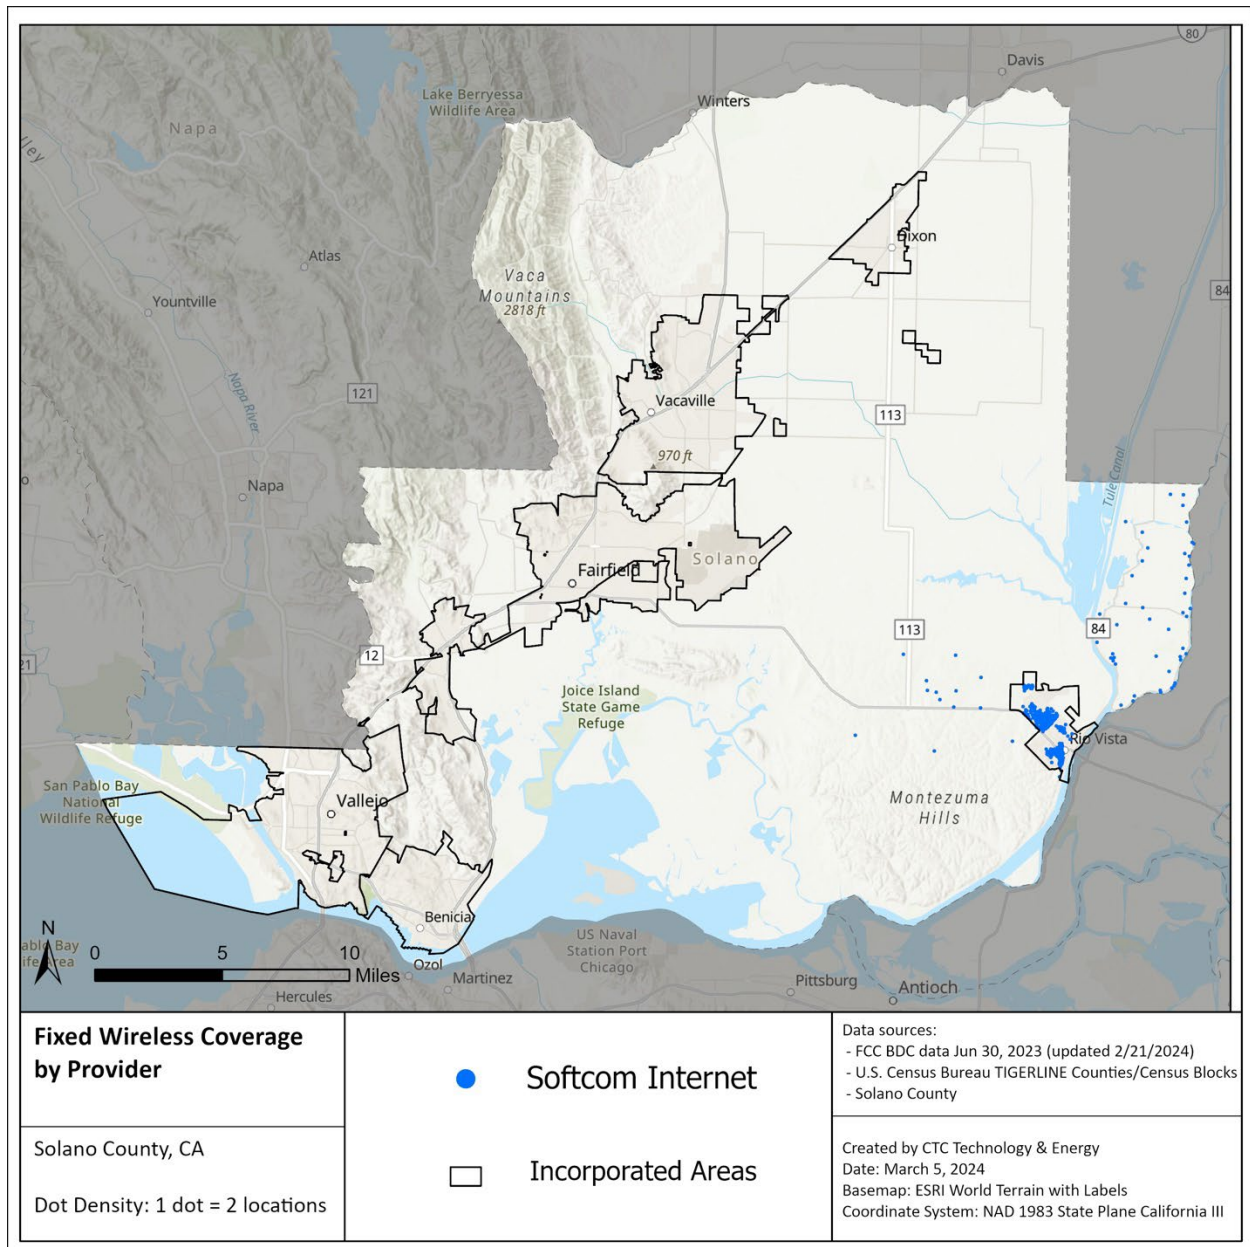 80
Davis
Lake Berryessa
Wildlife Area
Winters
Napa
lley
Dixon
Atlas
Vaca
Mountains
2818 ft
84
Yountville
Napa River
121
Vacaville
113
970 ft
Tule Canal
Napa
Solano
Fairfield
113
84
12
21
Joice Island
State Game
Refuge
Rio Vista
San Pablo Bay
National
Wildlife Refuge
Vallejo
Montezuma
Hills
Benicia
N
ablo Bay
ife Area
US Naval
Station Port
Chicago
0 5 10
Miles
Ozol
Martinez
Pittsburg
Antioch
Hercules
Fixed Wireless Coverage
by Provider
Solano County, CA
Dot Density: 1 dot = 2 locations
Softcom Internet
Incorporated Areas
Data sources:
- FCC BDC data Jun 30, 2023 (updated 2/21/2024)
- U.S. Census Bureau TIGERLINE Counties/Census Blocks
- Solano County
Created by CTC Technology & Energy
Date: March 5, 2024
Basemap: ESRI World Terrain with Labels
Coordinate System: NAD 1983 State Plane California III